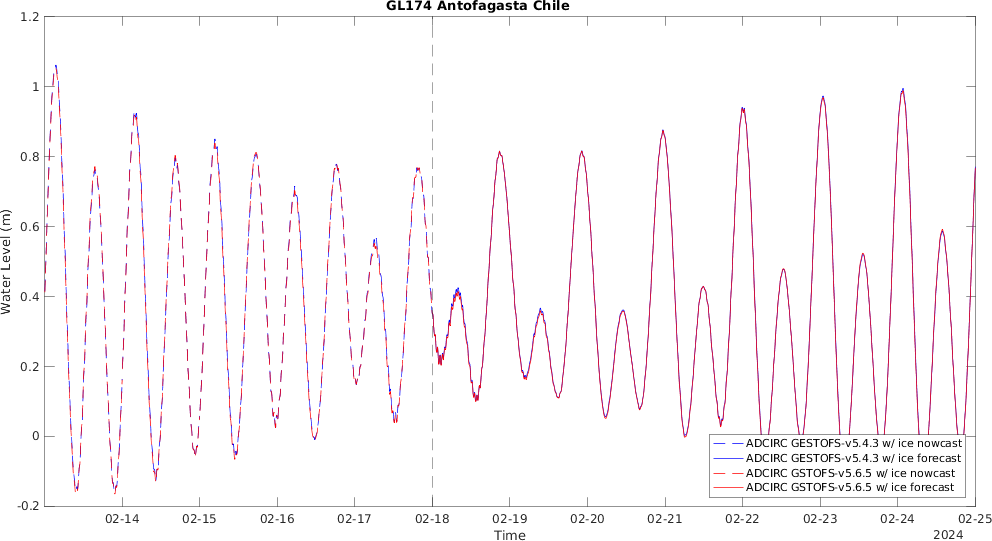 GL174 Antofagasta Chile
1.2
1
0.8
0.6
0.4
0.2
0
-0.2
Water Level (m)
ADCIRC GESTOFS-v5.4.3 w/ ice nowcast
ADCIRC GESTOFS-v5.4.3 w/ ice forecast
ADCIRC GSTOFS-v5.6.5 w/ ice nowcast
ADCIRC GSTOFS-v5.6.5 w/ ice forecast
02-14 02-15 02-16 02-17 02-18 02-19 02-20 02-21 02-22 02-23 02-24 02-25
Time
2024